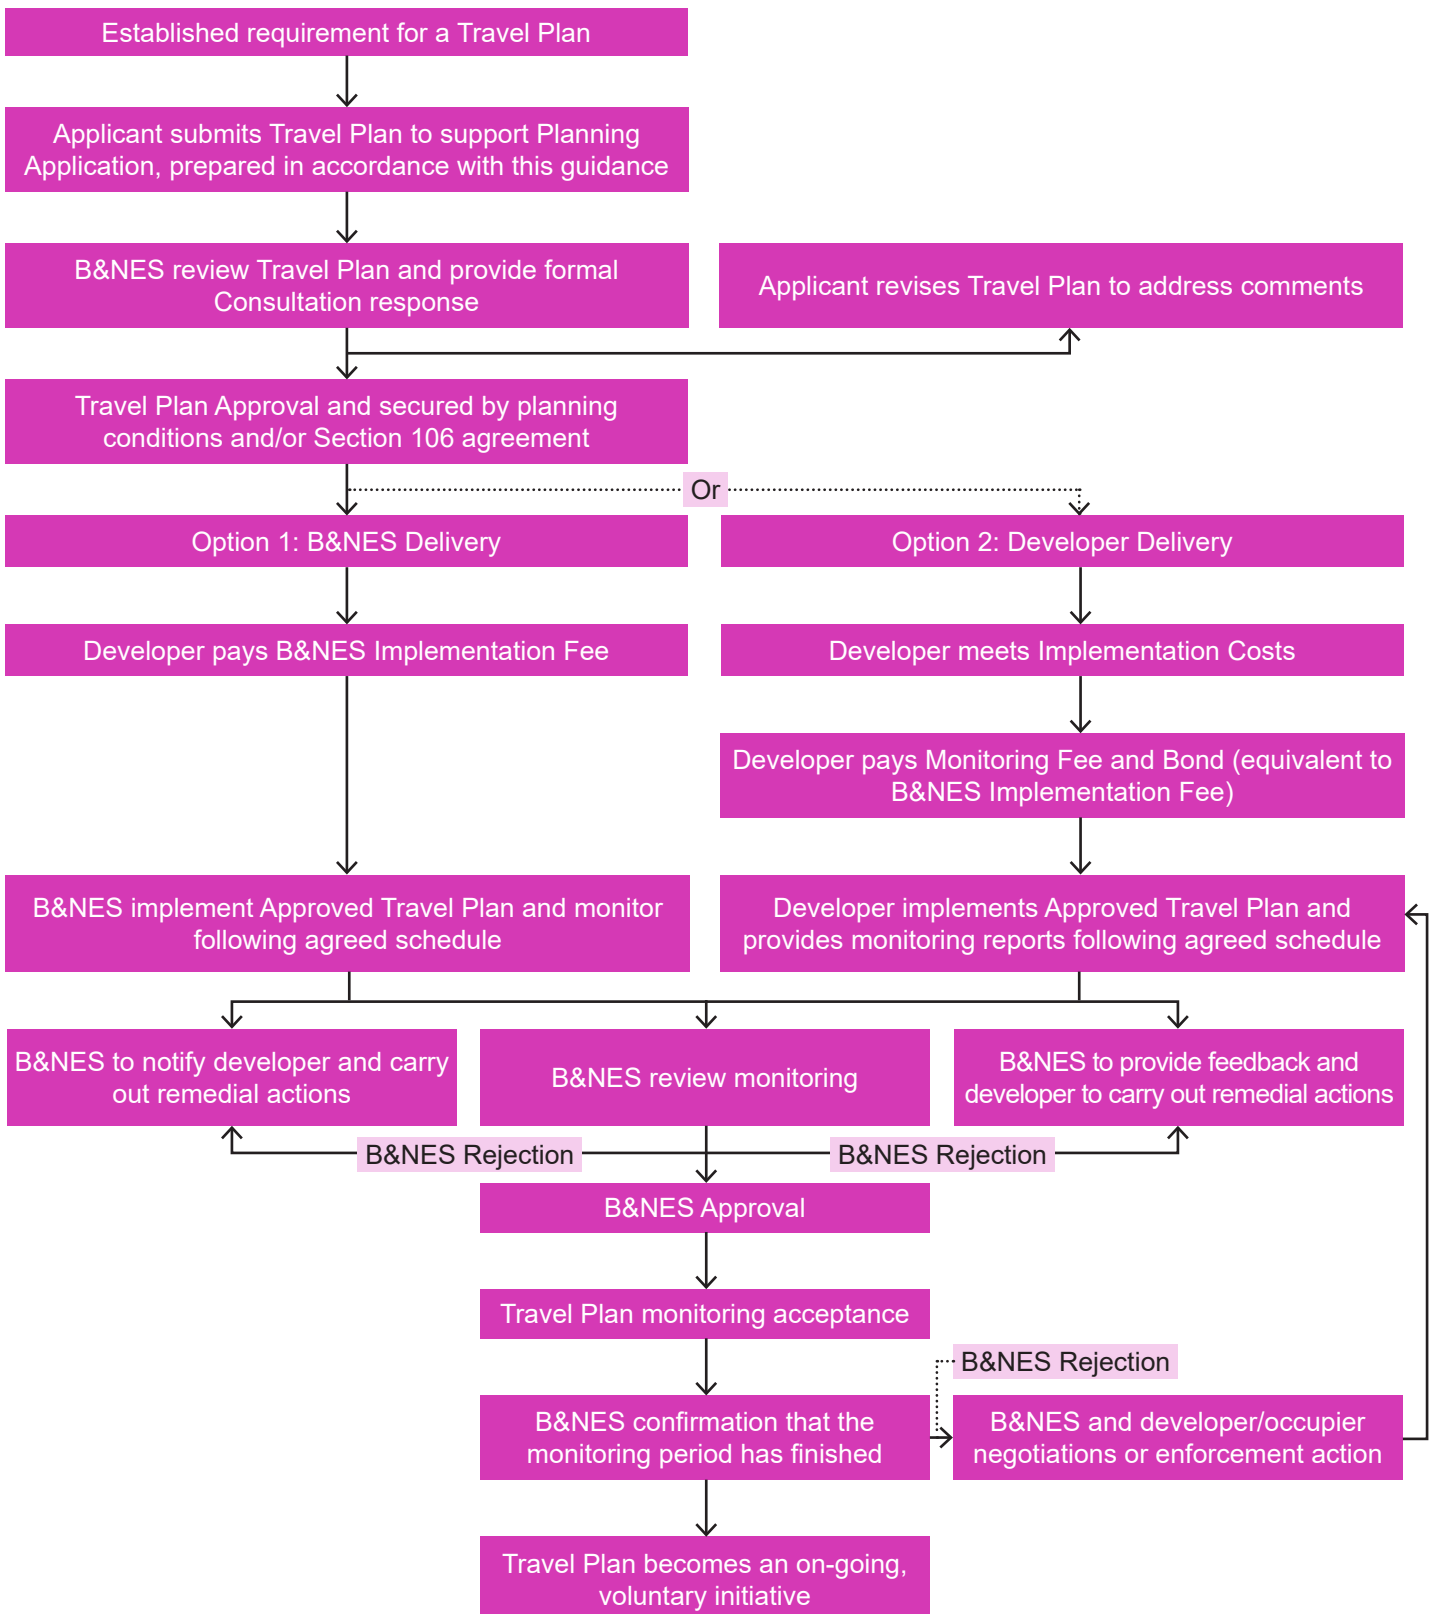 Established requirement for a Travel Plan
Applicant submits Travel Plan to support Planning
Application, prepared in accordance with this guidance
B&NES review Travel Plan and provide formal
Consultation response
Applicant revises Travel Plan to address comments
Travel Plan Approval and secured by planning
conditions and/or Section 106 agreement
Or
Option 1: B&NES Delivery
Option 2: Developer Delivery
Developer pays B&NES Implementation Fee
Developer meets Implementation Costs
Developer pays Monitoring Fee and Bond (equivalent to
B&NES Implementation Fee)
B&NES implement Approved Travel Plan and monitor
following agreed schedule
Developer implements Approved Travel Plan and
provides monitoring reports following agreed schedule
B&NES to notify developer and carry
out remedial actions
B&NES review monitoring
B&NES to provide feedback and
developer to carry out remedial actions
B&NES Rejection
B&NES Rejection
B&NES Approval
Travel Plan monitoring acceptance
B&NES Rejection
B&NES confirmation that the
monitoring period has finished
B&NES and developer/occupier
negotiations or enforcement action
Travel Plan becomes an on-going,
voluntary initiative